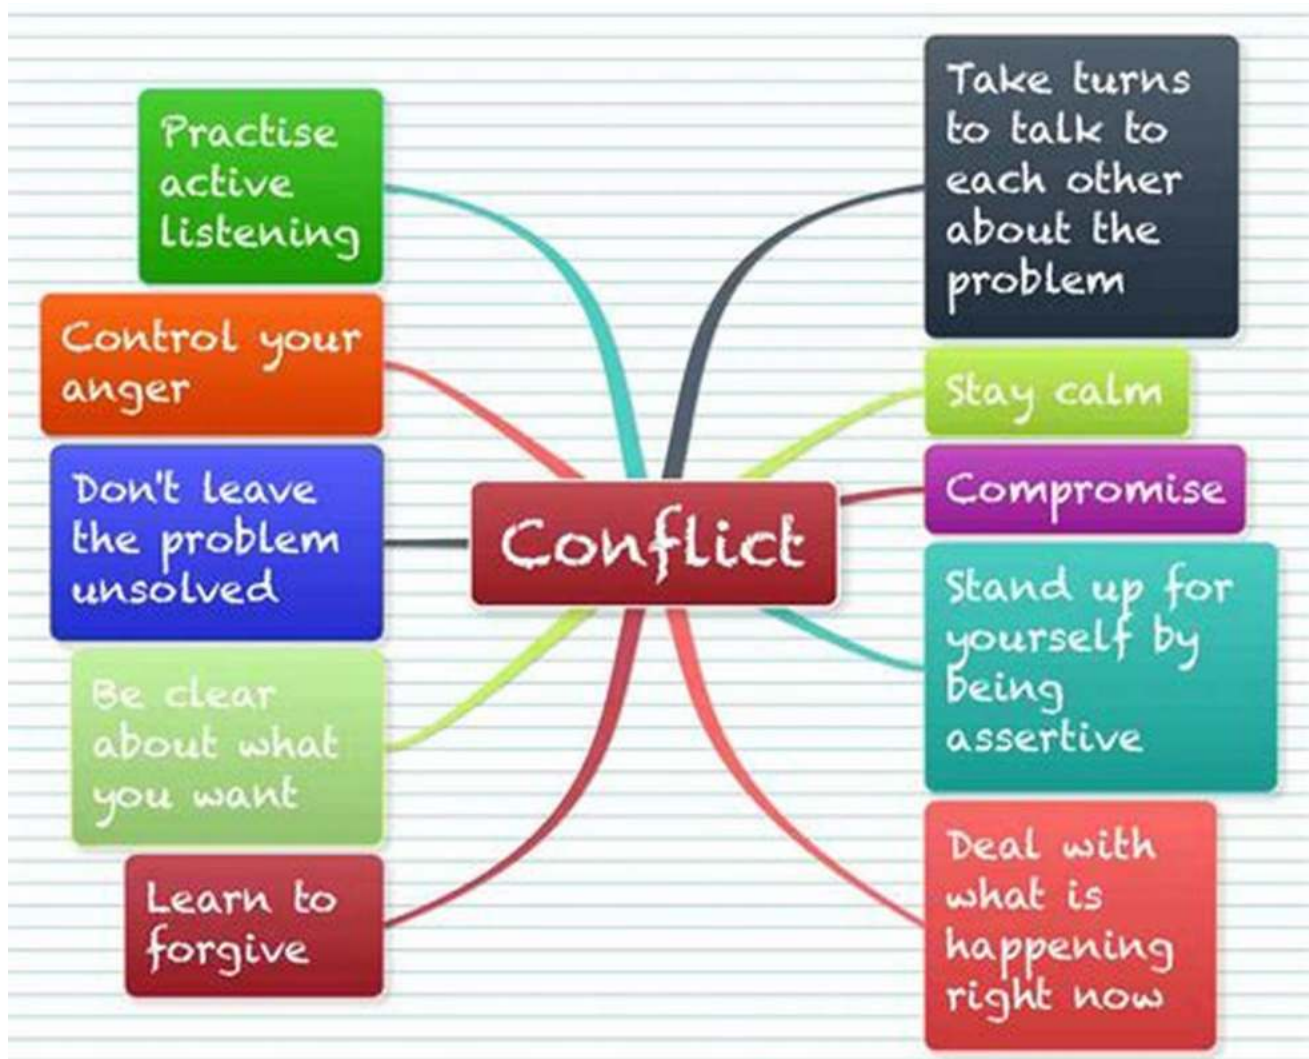 Practise
active
listening
Control your
anger
Don't leave
the problem
unsolved
Be clear
about what
you want
Learn to
forgive
Conflict
Take turns
to talk to
each other
about the
problem
Stay calm
Compromise
Stand up for
yourself by
being
assertive
Deal with
what is
happening
right now